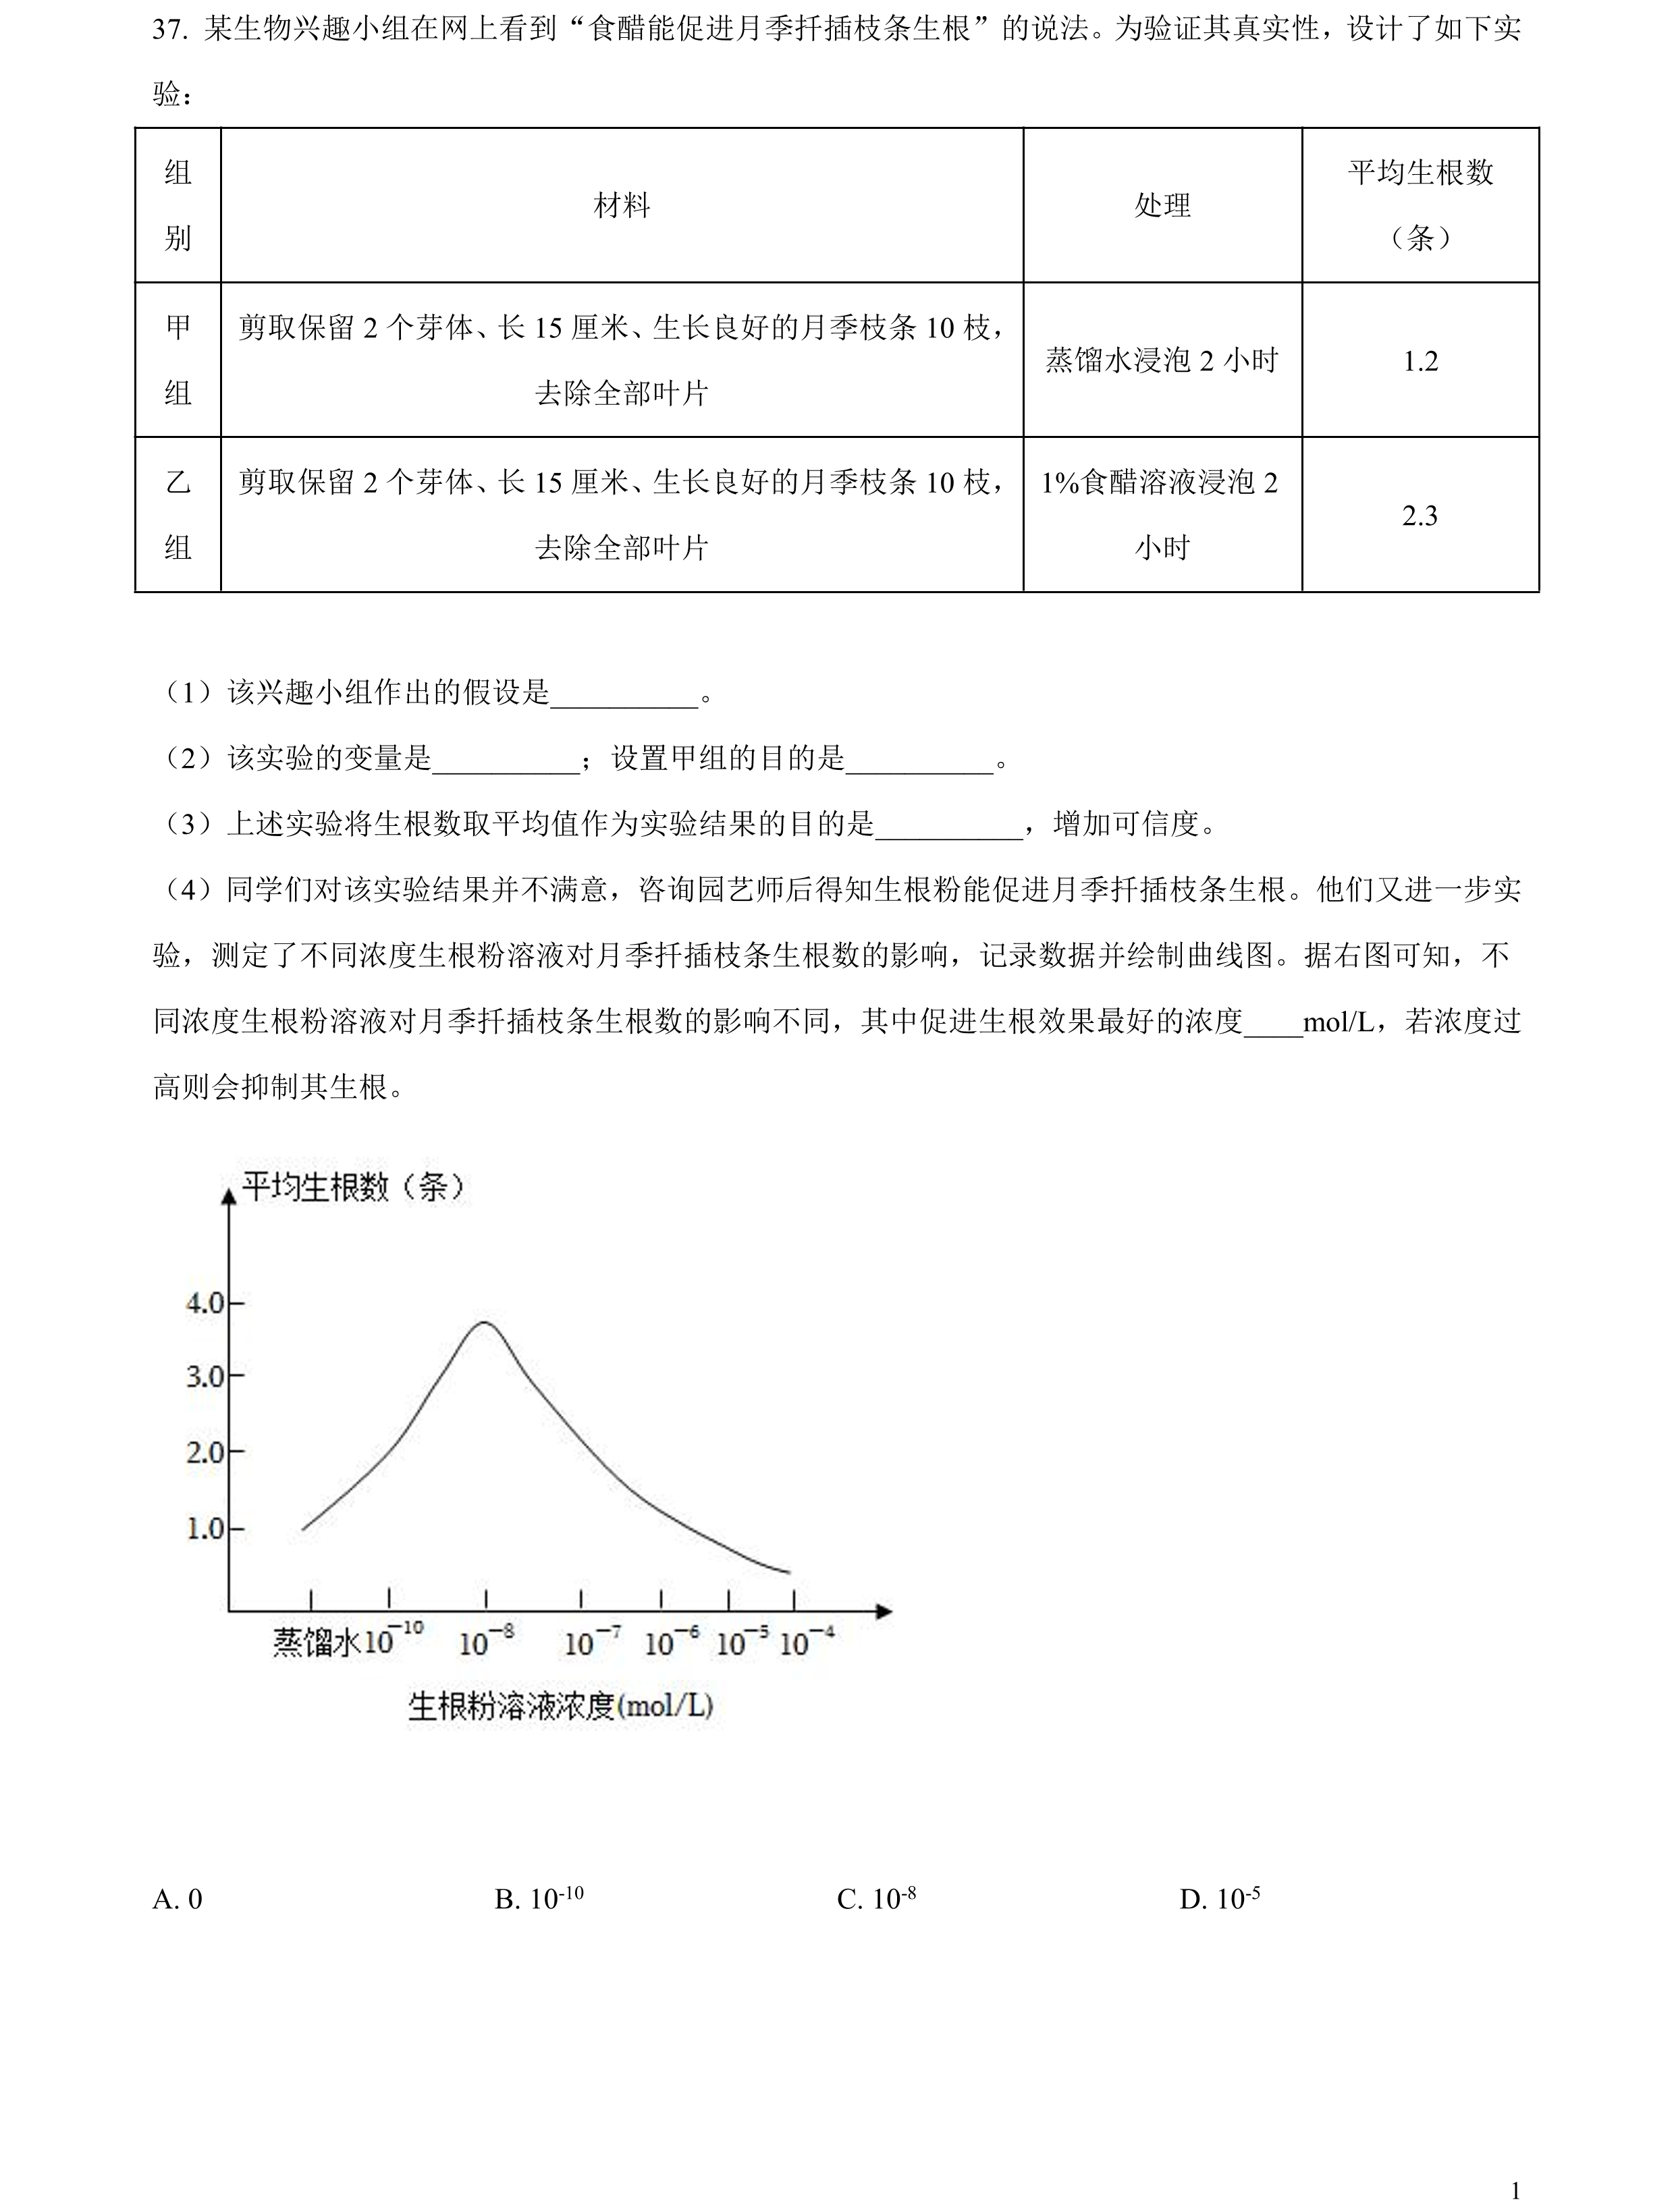 37. 某生物兴趣小组在网上看到“食醋能促进月季扦插枝条生根”的说法。为验证其真实性，设计了如下实
验：
组
别
材料
处理
平均生根数
（条）
甲
组
剪取保留 2 个芽体、长 15 厘米、生长良好的月季枝条 10 枝，
去除全部叶片
蒸馏水浸泡 2 小时
1.2
乙
组
剪取保留 2 个芽体、长 15 厘米、生长良好的月季枝条 10 枝，
去除全部叶片
1%食醋溶液浸泡 2
小时
2.3
（1）该兴趣小组作出的假设是__________。
（2）该实验的变量是__________；设置甲组的目的是__________。
（3）上述实验将生根数取平均值作为实验结果的目的是__________，增加可信度。
（4）同学们对该实验结果并不满意，咨询园艺师后得知生根粉能促进月季扦插枝条生根。他们又进一步实
验，测定了不同浓度生根粉溶液对月季扦插枝条生根数的影响，记录数据并绘制曲线图。据右图可知，不
同浓度生根粉溶液对月季扦插枝条生根数的影响不同，其中促进生根效果最好的浓度____mol/L，若浓度过
高则会抑制其生根。
平均生根数（条）
4.0
3.0
2.0
1.0
蒸馏水 10⁻¹⁰ 10⁻⁸ 10⁻⁷ 10⁻⁶ 10⁻⁵ 10⁻⁴
生根粉溶液浓度(mol/L)
A. 0 B. 10⁻¹⁰ C. 10⁻⁸ D. 10⁻⁵
1